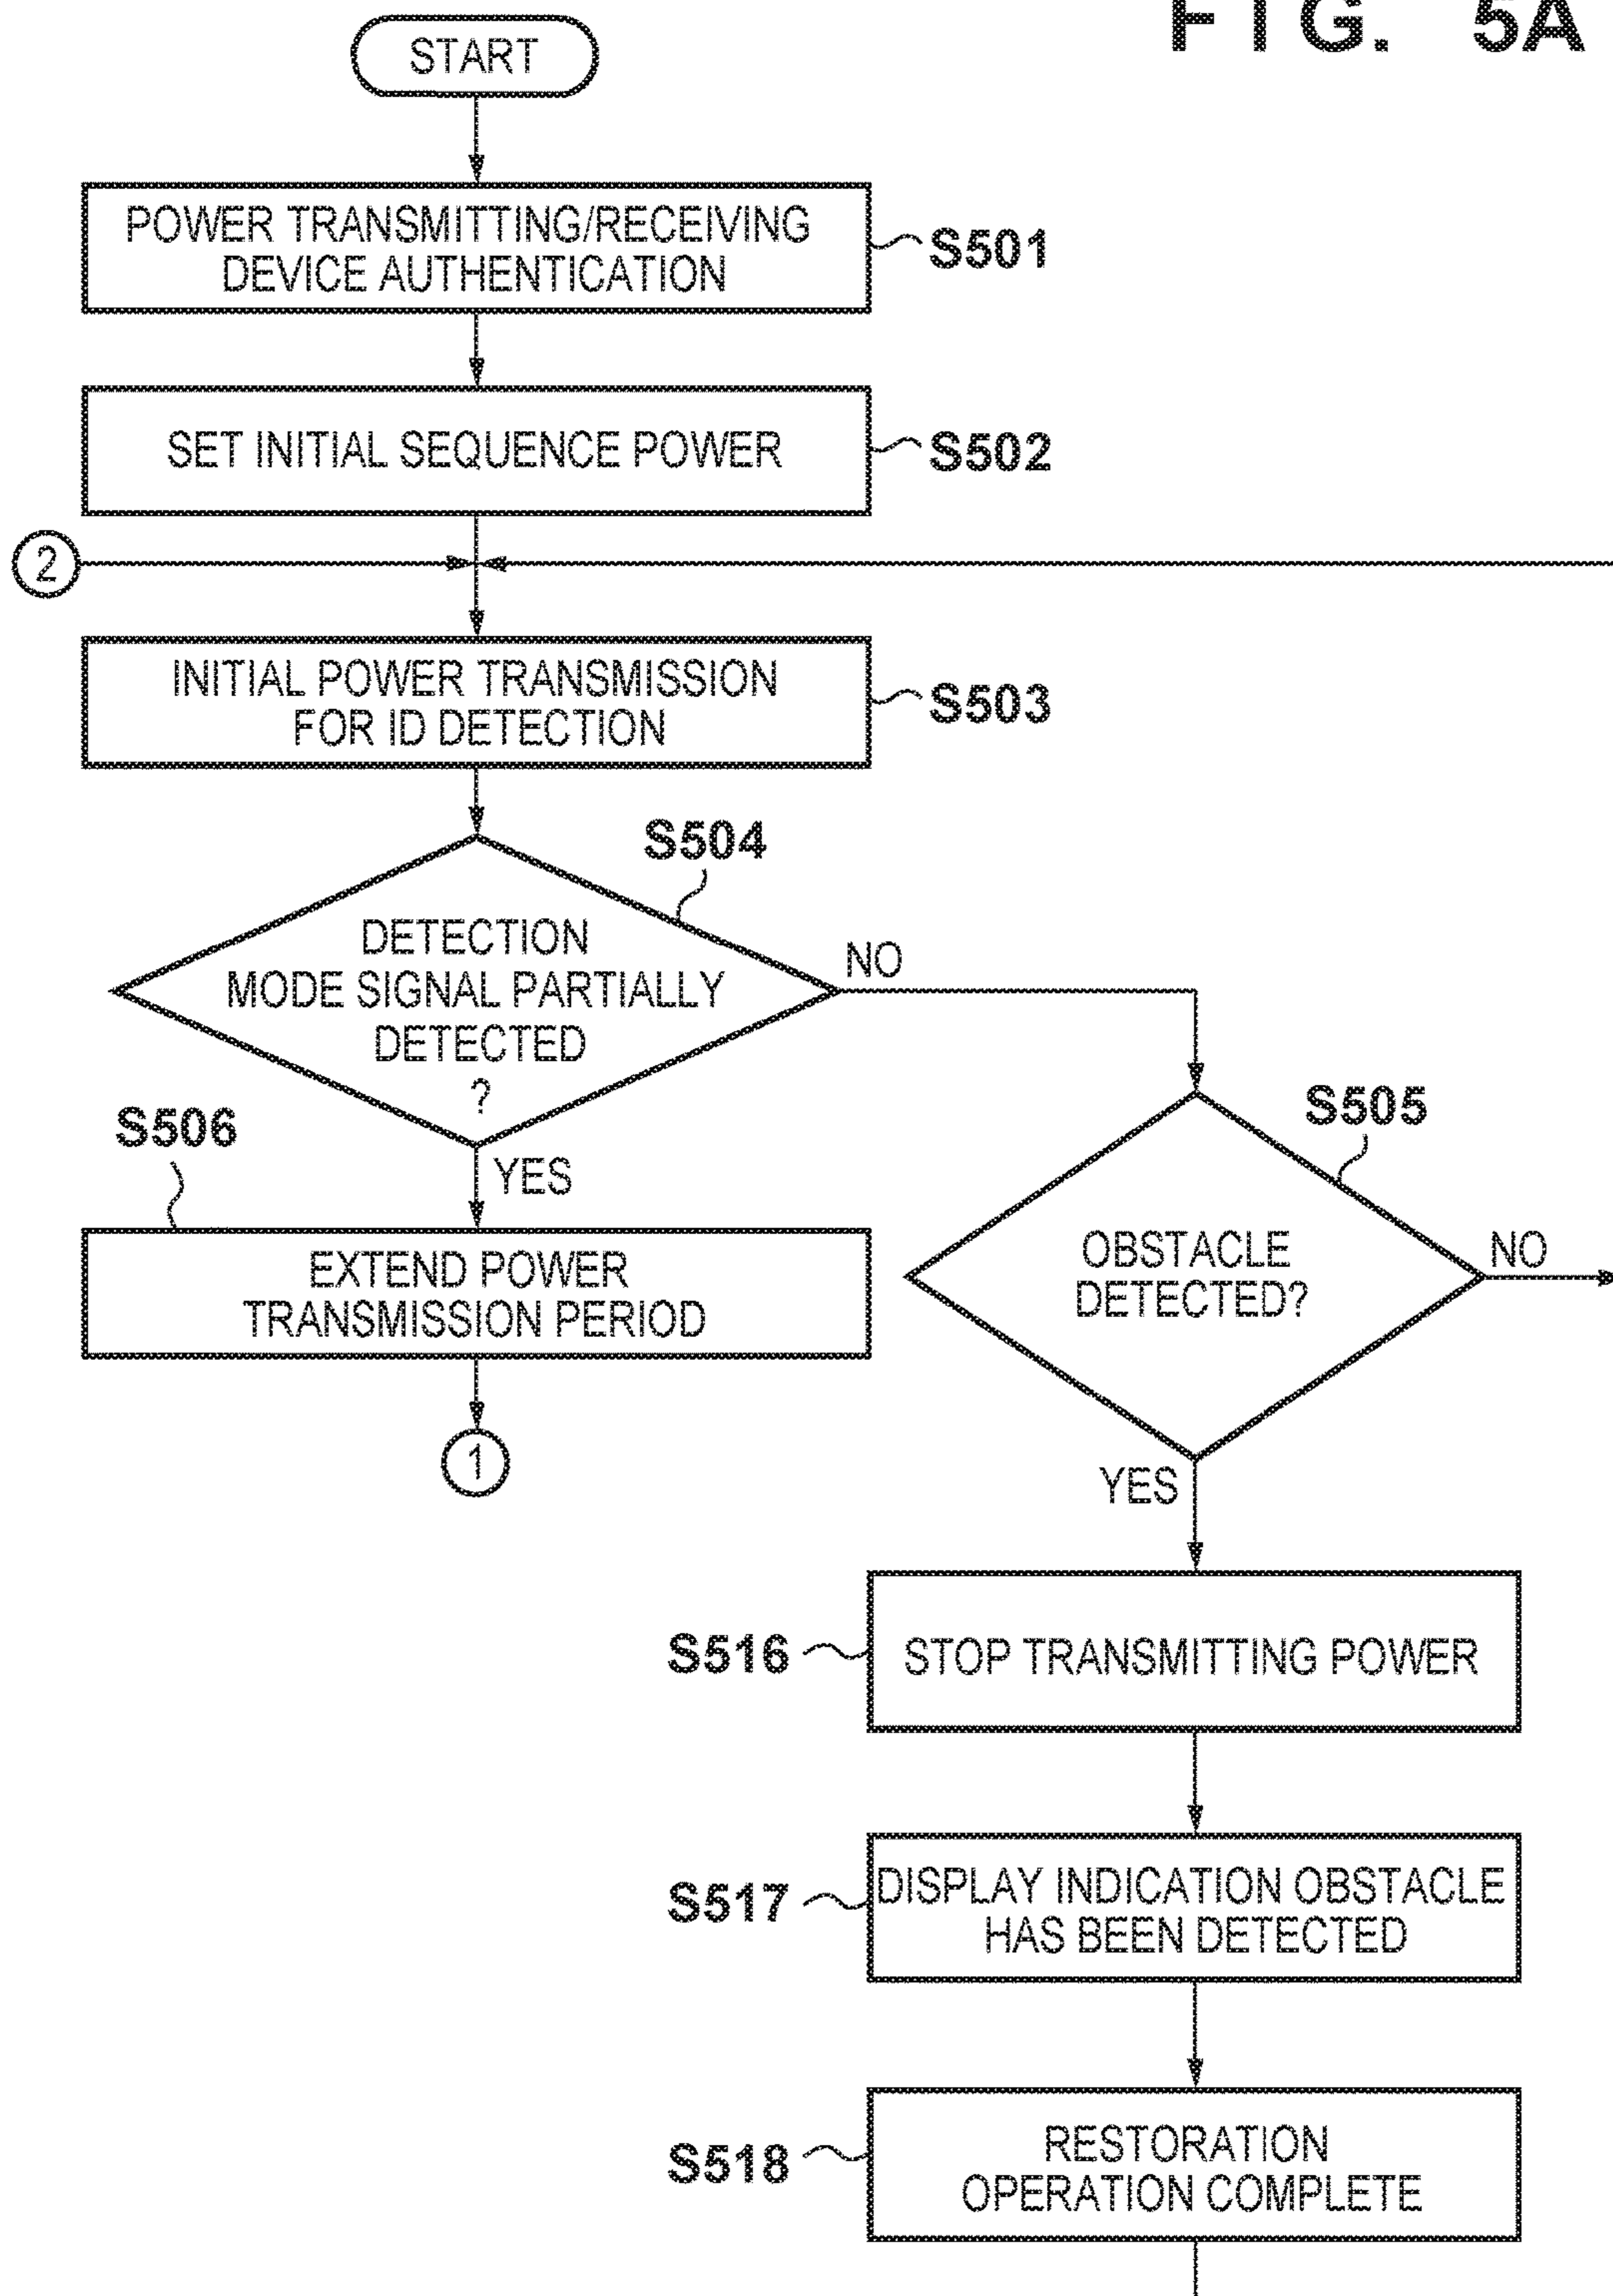 FIG. 5A
START
POWER TRANSMITTING/RECEIVING
DEVICE AUTHENTICATION
S501
SET INITIAL SEQUENCE POWER
S502
2
INITIAL POWER TRANSMISSION
FOR ID DETECTION
S503
S504
DETECTION
MODE SIGNAL PARTIALLY
DETECTED
?
NO
YES
S506
EXTEND POWER
TRANSMISSION PERIOD
1
S505
OBSTACLE
DETECTED?
NO
YES
S516
STOP TRANSMITTING POWER
S517
DISPLAY INDICATION OBSTACLE
HAS BEEN DETECTED
S518
RESTORATION
OPERATION COMPLETE